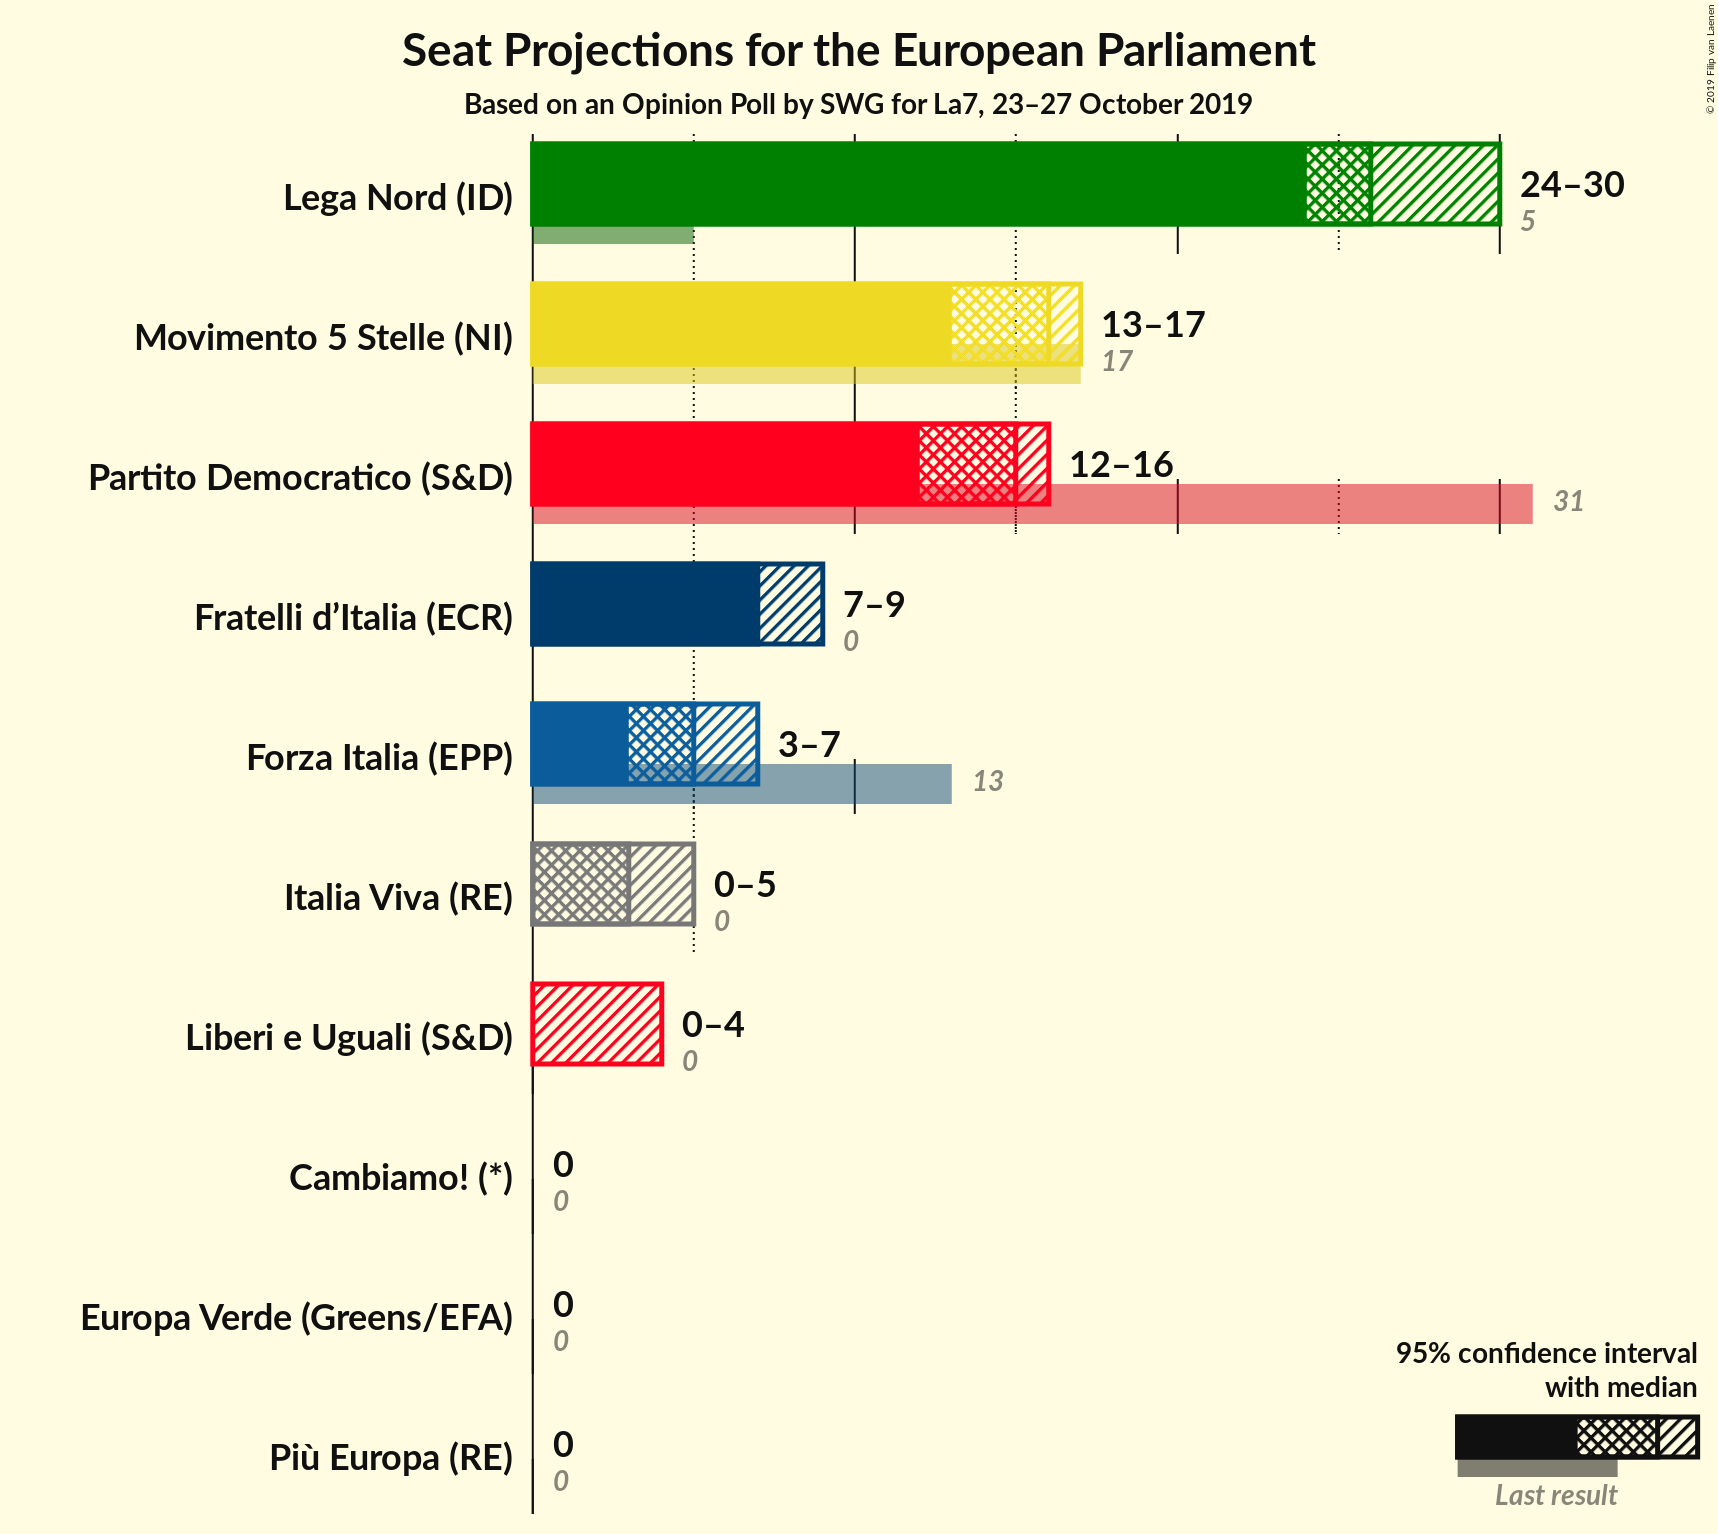 Seat Projections for the European Parliament
Based on an Opinion Poll by SWG for La7, 23–27 October 2019
© 2019 Filip van Laenen
Lega Nord (ID)
24–30
5
Movimento 5 Stelle (NI)
13–17
17
Partito Democratico (S&D)
12–16
31
Fratelli d’Italia (ECR)
7–9
0
Forza Italia (EPP)
3–7
13
Italia Viva (RE)
0–5
0
Liberi e Uguali (S&D)
0–4
0
Cambiamo! (*)
0
0
Europa Verde (Greens/EFA)
0
0
Più Europa (RE)
0
0
95% confidence interval
with median
Last result